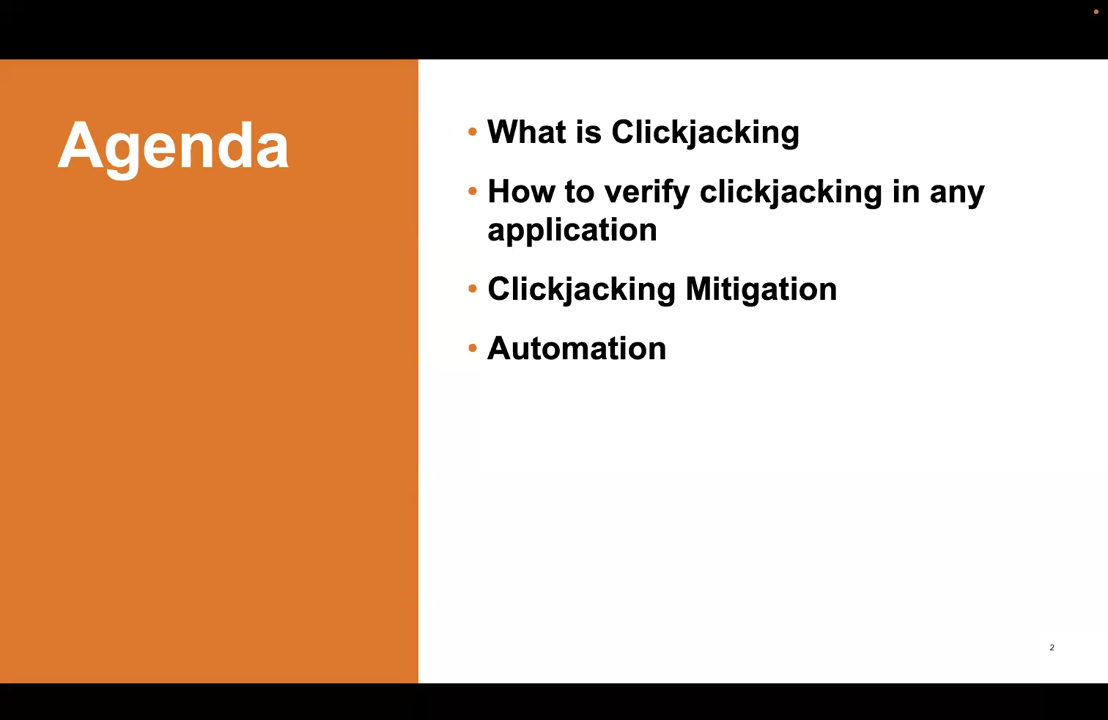 Agenda
• What is Clickjacking
• How to verify clickjacking in any
application
• Clickjacking Mitigation
• Automation
2